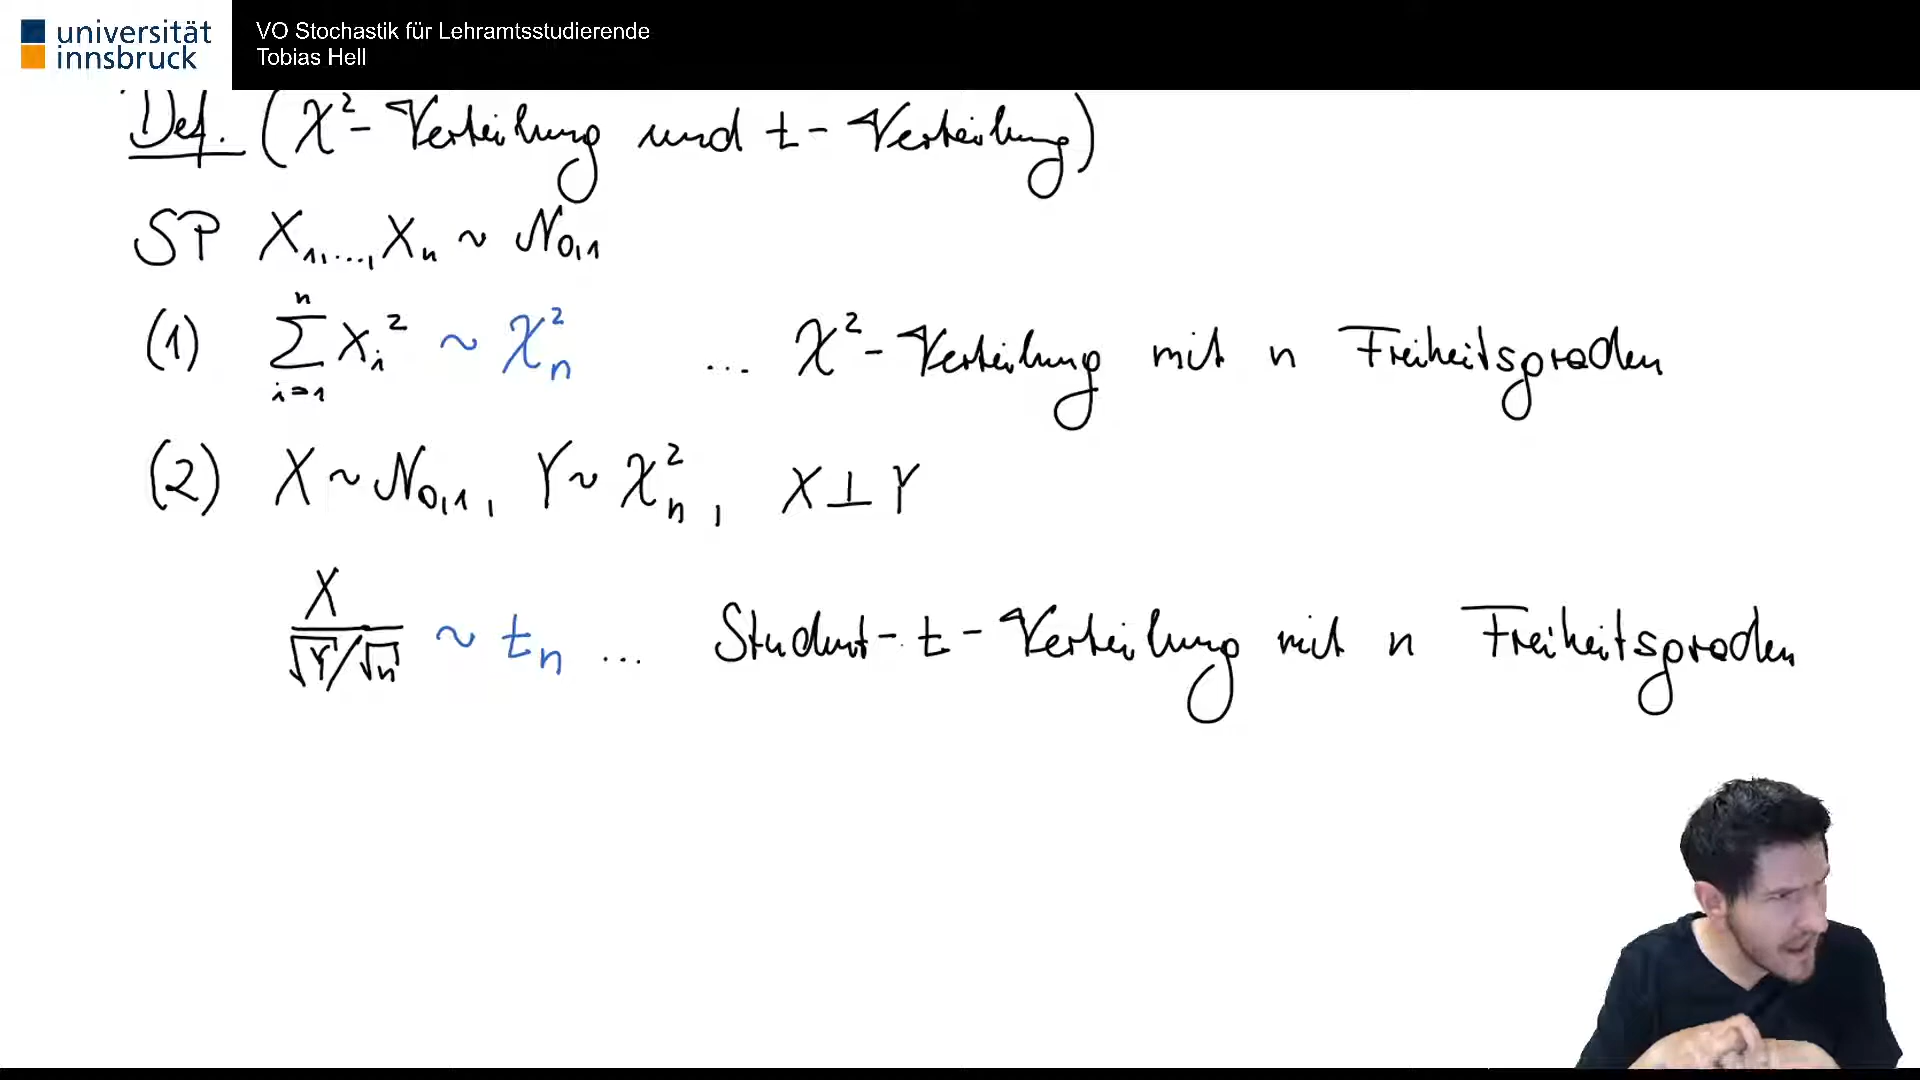 universität
innsbruck
VO Stochastik für Lehramtsstudierende
Tobias Hell
Def. (χ²-Verteilung und t-Verteilung)
SP X₁,...,Xₙ ~ N₀,₁
(1) ∑ᵢ₌₁ⁿ Xᵢ² ~ χ²ₙ ... χ²-Verteilung mit n Freiheitsgraden
(2) X ~ N₀,₁, Y ~ χ²ₙ, X ⊥ Y
X / (√Y/√n) ~ tₙ ... Student-t-Verteilung mit n Freiheitsgraden